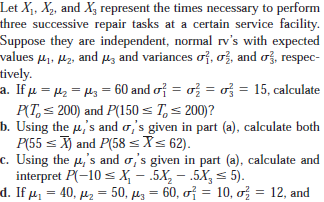 Let X₁, X₂, and X₃ represent the times necessary to perform
three successive repair tasks at a certain service facility.
Suppose they are independent, normal rv's with expected
values μ₁, μ₂, and μ₃ and variances σ₁², σ₂², and σ₃², respec-
tively.
a. If μ = μ₂ = μ₃ = 60 and σ₁² = σ₂² = σ₃² = 15, calculate
P(Tₒ ≤ 200) and P(150 ≤ Tₒ ≤ 200)?
b. Using the μᵢ's and σᵢ's given in part (a), calculate both
P(55 ≤ X̄) and P(58 ≤ X̄ ≤ 62).
c. Using the μᵢ's and σᵢ's given in part (a), calculate and
interpret P(−10 ≤ X₁ − .5X₂ − .5X₃ ≤ 5).
d. If μ₁ = 40, μ₂ = 50, μ₃ = 60, σ₁² = 10, σ₂² = 12, and